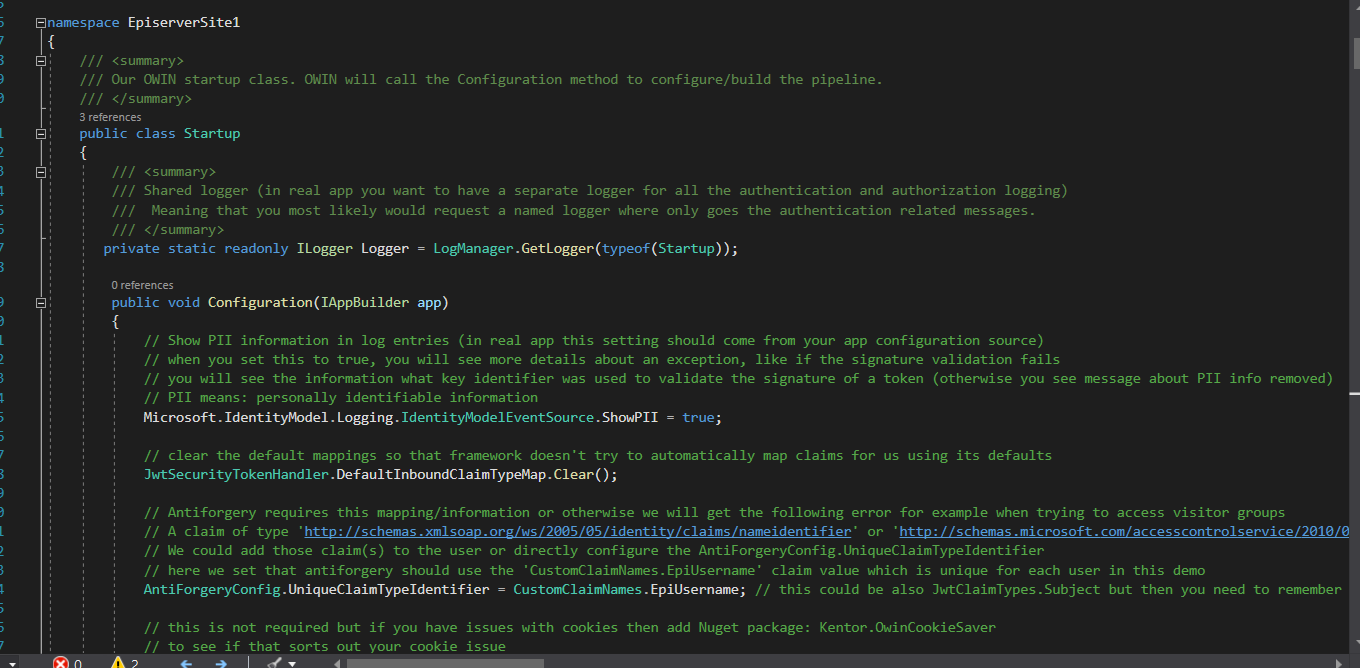 namespace EpiserverSite1
{
/// <summary>
/// Our OWIN startup class. OWIN will call the Configuration method to configure/build the pipeline.
/// </summary>
3 references
public class Startup
{
/// <summary>
/// Shared logger (in real app you want to have a separate logger for all the authentication and authorization logging)
///  Meaning that you most likely would request a named logger where only goes the authentication related messages.
/// </summary>
private static readonly ILogger Logger = LogManager.GetLogger(typeof(Startup));
0 references
public void Configuration(IAppBuilder app)
{
// Show PII information in log entries (in real app this setting should come from your app configuration source)
// when you set this to true, you will see more details about an exception, like if the signature validation fails
// you will see the information what key identifier was used to validate the signature of a token (otherwise you see message about PII info removed)
// PII means: personally identifiable information
Microsoft.IdentityModel.Logging.IdentityModelEventSource.ShowPII = true;
// clear the default mappings so that framework doesn't try to automatically map claims for us using its defaults
JwtSecurityTokenHandler.DefaultInboundClaimTypeMap.Clear();
// Antiforgery requires this mapping/information or otherwise we will get the following error for example when trying to access visitor groups
// A claim of type 'http://schemas.xmlsoap.org/ws/2005/05/identity/claims/nameidentifier' or 'http://schemas.microsoft.com/accesscontrolservice/2010/0
// We could add those claim(s) to the user or directly configure the AntiForgeryConfig.UniqueClaimTypeIdentifier
// here we set that antiforgery should use the 'CustomClaimNames.EpiUsername' claim value which is unique for each user in this demo
AntiForgeryConfig.UniqueClaimTypeIdentifier = CustomClaimNames.EpiUsername; // this could be also JwtClaimTypes.Subject but then you need to remember
// this is not required but if you have issues with cookies then add Nuget package: Kentor.OwinCookieSaver
// to see if that sorts out your cookie issue
0 2